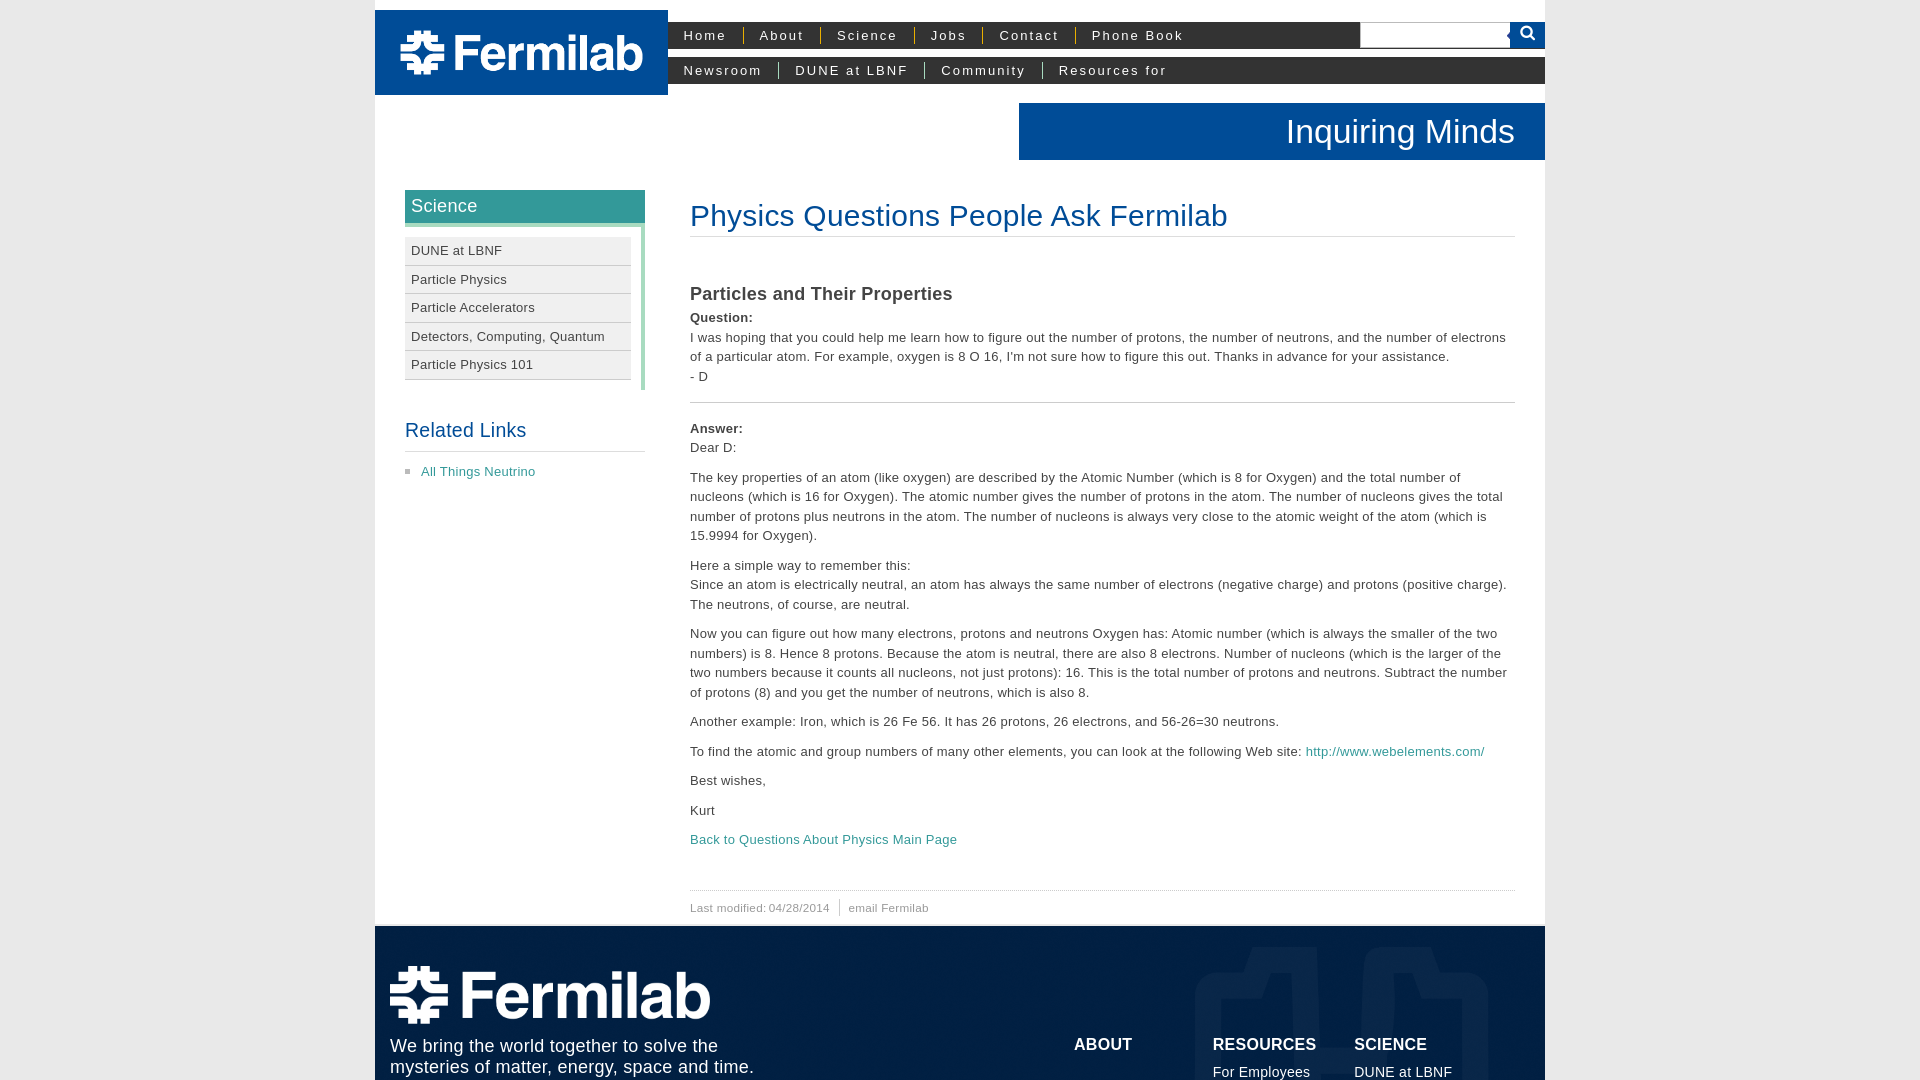 Fermilab
Home
About
Science
Jobs
Contact
Phone Book
Newsroom
DUNE at LBNF
Community
Resources for
Inquiring Minds
Science
DUNE at LBNF
Particle Physics
Particle Accelerators
Detectors, Computing, Quantum
Particle Physics 101
Related Links
All Things Neutrino
Physics Questions People Ask Fermilab
Particles and Their Properties
Question:
I was hoping that you could help me learn how to figure out the number of protons, the number of neutrons, and the number of electrons
of a particular atom. For example, oxygen is 8 O 16, I'm not sure how to figure this out. Thanks in advance for your assistance.
- D
Answer:
Dear D:
The key properties of an atom (like oxygen) are described by the Atomic Number (which is 8 for Oxygen) and the total number of
nucleons (which is 16 for Oxygen). The atomic number gives the number of protons in the atom. The number of nucleons gives the total
number of protons plus neutrons in the atom. The number of nucleons is always very close to the atomic weight of the atom (which is
15.9994 for Oxygen).
Here a simple way to remember this:
Since an atom is electrically neutral, an atom has always the same number of electrons (negative charge) and protons (positive charge).
The neutrons, of course, are neutral.
Now you can figure out how many electrons, protons and neutrons Oxygen has: Atomic number (which is always the smaller of the two
numbers) is 8. Hence 8 protons. Because the atom is neutral, there are also 8 electrons. Number of nucleons (which is the larger of the
two numbers because it counts all nucleons, not just protons): 16. This is the total number of protons and neutrons. Subtract the number
of protons (8) and you get the number of neutrons, which is also 8.
Another example: Iron, which is 26 Fe 56. It has 26 protons, 26 electrons, and 56-26=30 neutrons.
To find the atomic and group numbers of many other elements, you can look at the following Web site: http://www.webelements.com/
Best wishes,
Kurt
Back to Questions About Physics Main Page
Last modified: 04/28/2014
email Fermilab
Fermilab
We bring the world together to solve the
mysteries of matter, energy, space and time.
ABOUT
RESOURCES
For Employees
SCIENCE
DUNE at LBNF